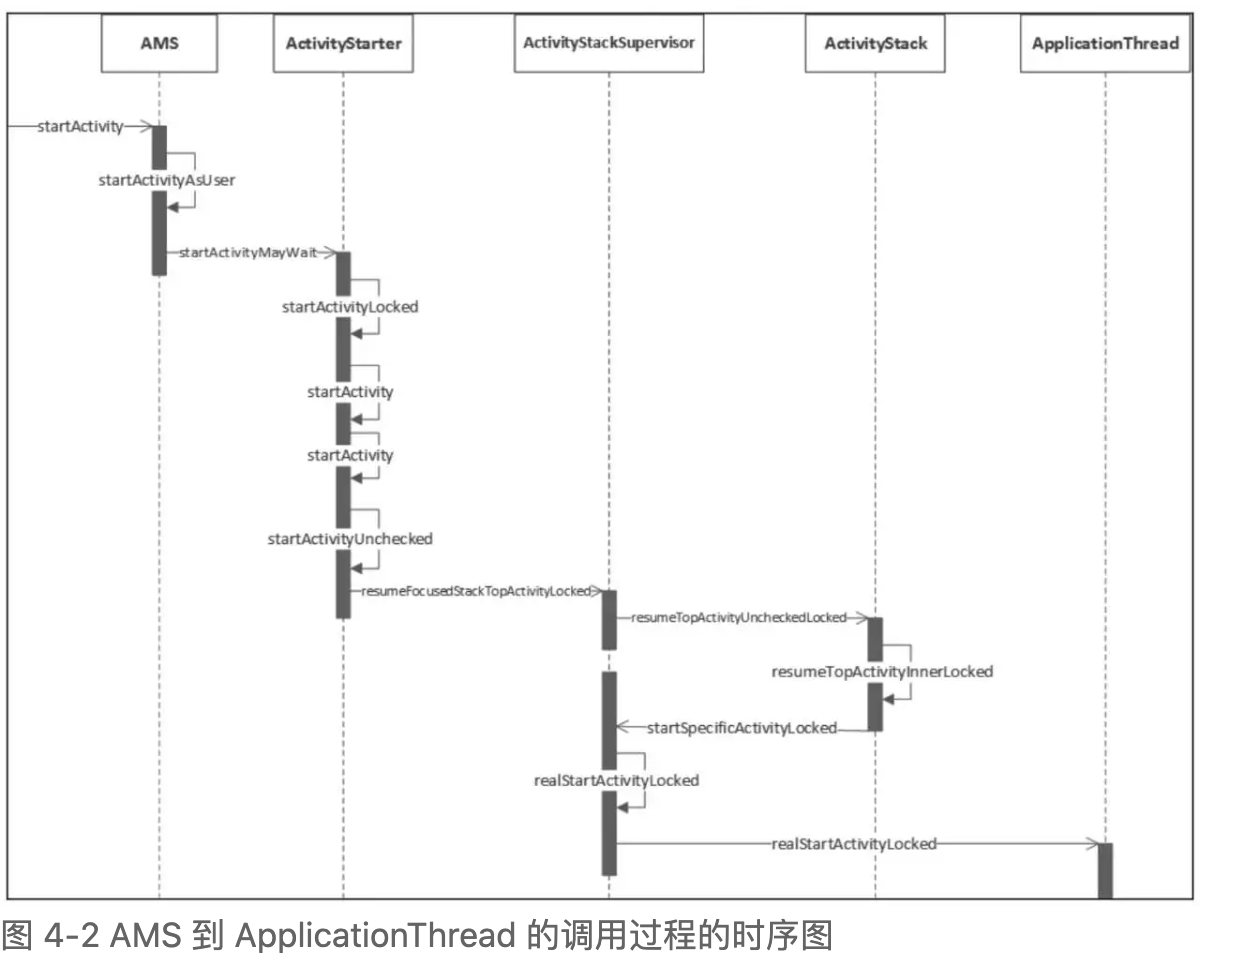 AMS
ActivityStarter
ActivityStackSupervisor
ActivityStack
ApplicationThread
startActivity
startActivityAsUser
startActivityMayWait
startActivityLocked
startActivity
startActivity
startActivityUnchecked
resumeFocusedStackTopActivityLocked
resumeTopActivityUncheckedLocked
resumeTopActivityInnerLocked
startSpecificActivityLocked
realStartActivityLocked
realStartActivityLocked
图 4-2 AMS 到 ApplicationThread 的调用过程的时序图